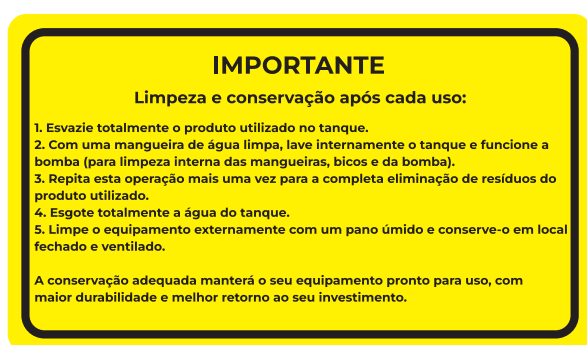 IMPORTANTE
Limpeza e conservação após cada uso:
1. Esvazie totalmente o produto utilizado no tanque.
2. Com uma mangueira de água limpa, lave internamente o tanque e funcione a
bomba (para limpeza interna das mangueiras, bicos e da bomba).
3. Repita esta operação mais uma vez para a completa eliminação de resíduos do
produto utilizado.
4. Esgote totalmente a água do tanque.
5. Limpe o equipamento externamente com um pano úmido e conserve-o em local
fechado e ventilado.
A conservação adequada manterá o seu equipamento pronto para uso, com
maior durabilidade e melhor retorno ao seu investimento.